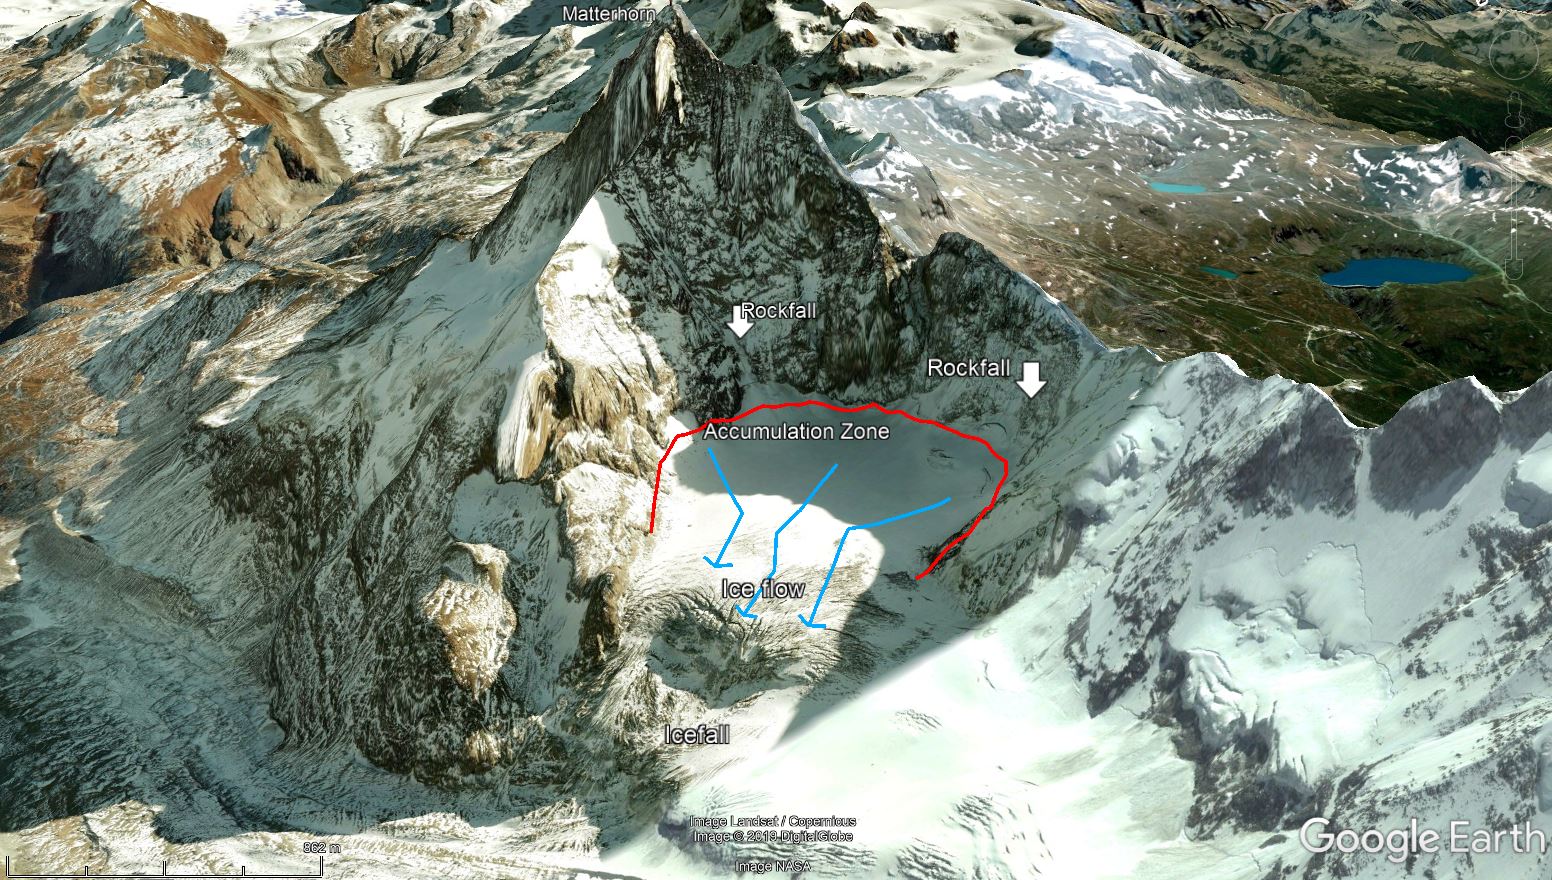 Matterhorn
Rockfall
Rockfall
Accumulation Zone
Ice flow
Icefall
Image Landsat / Copernicus
Image © 2019 DigitalGlobe
Image NASA
862 m
Google Earth